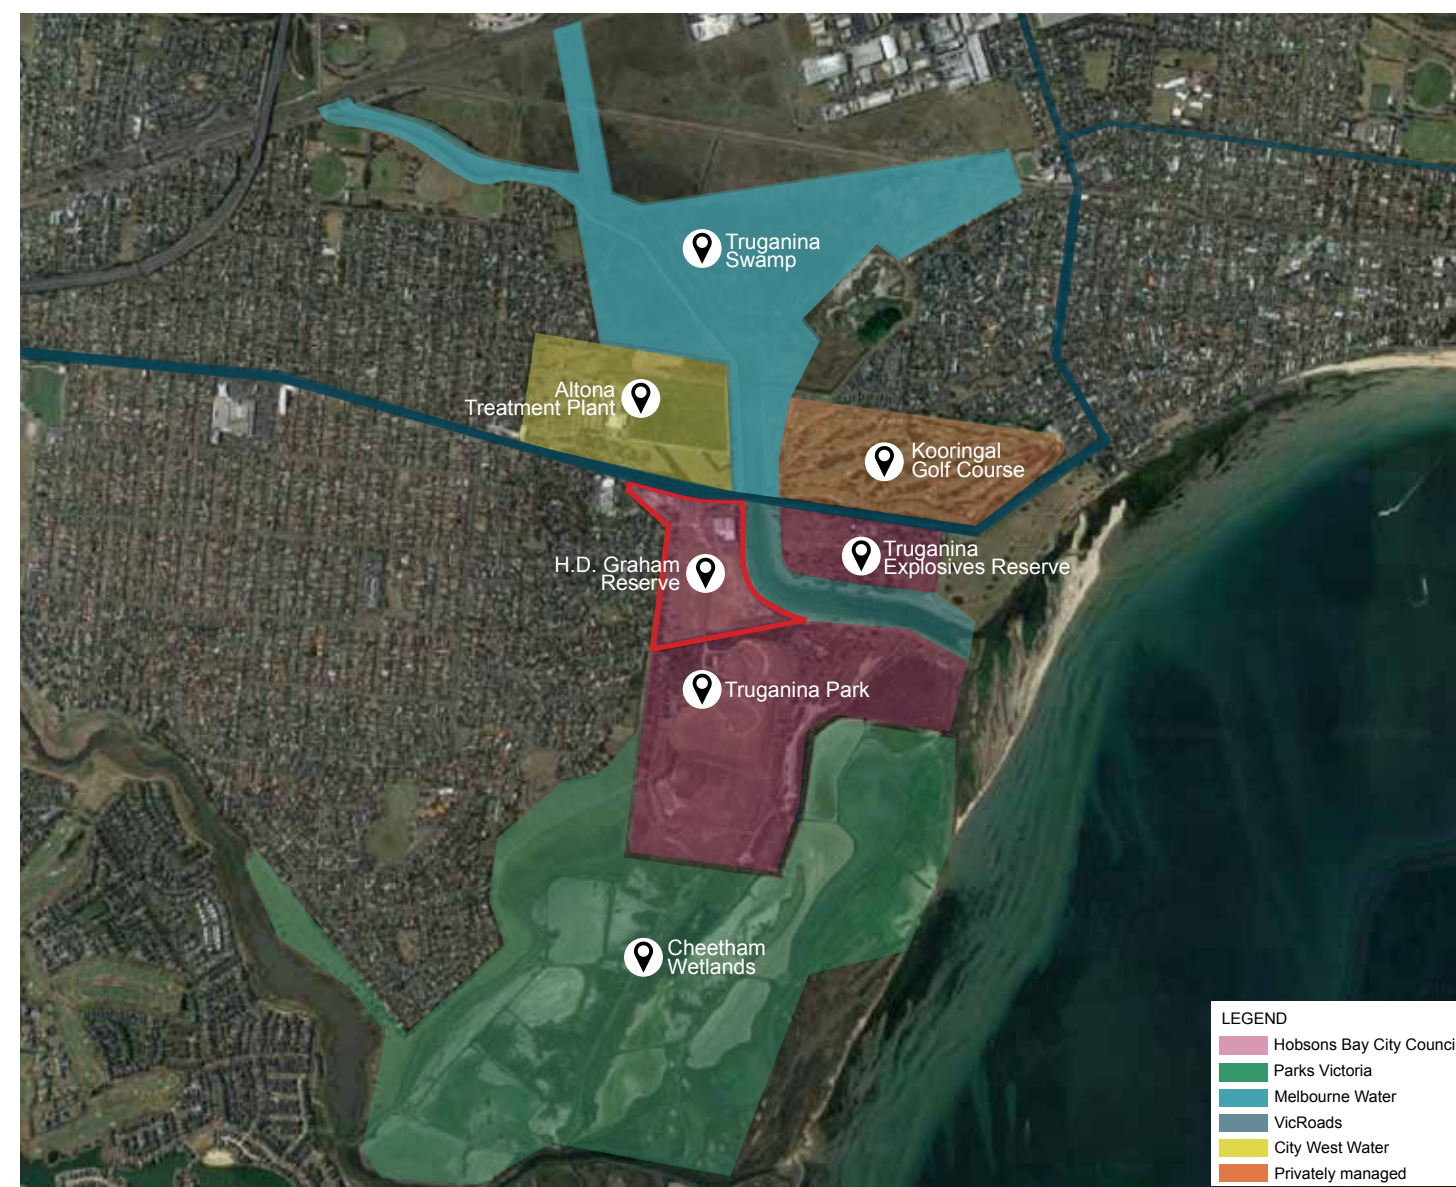 Truganina
Swamp
Altona
Treatment Plant
Kooringal
Golf Course
H.D. Graham
Reserve
Truganina
Explosives Reserve
Truganina Park
Cheetham
Wetlands
LEGEND
Hobsons Bay City Counci
Parks Victoria
Melbourne Water
VicRoads
City West Water
Privately managed